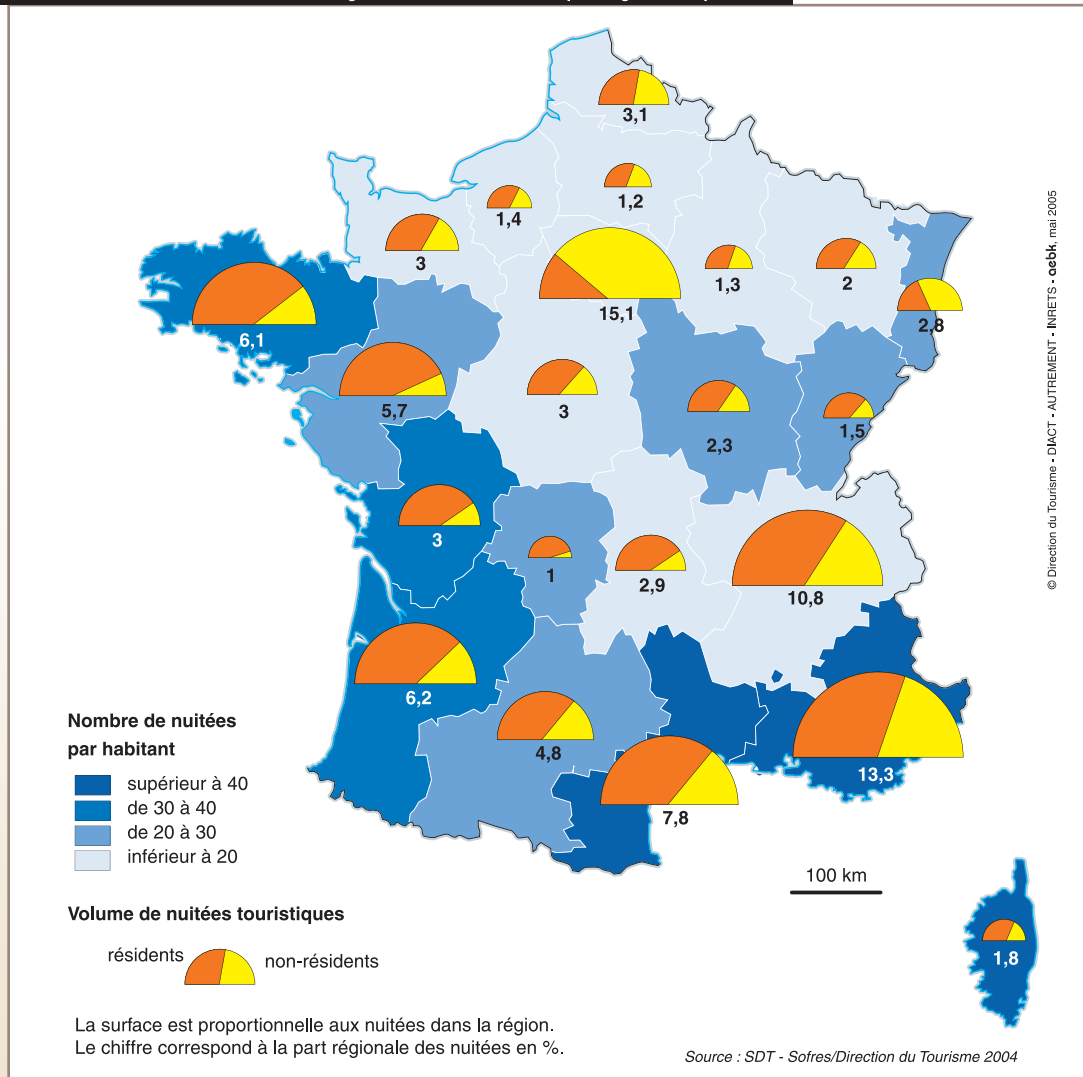 3,1
1,2
1,4
3
15,1
1,3
2
2,8
6,1
5,7
3
2,3
1,5
3
1
2,9
10,8
6,2
4,8
7,8
13,3
1,8
Nombre de nuitées
par habitant
supérieur à 40
de 30 à 40
de 20 à 30
inférieur à 20
100 km
Volume de nuitées touristiques
résidents
non-résidents
La surface est proportionnelle aux nuitées dans la région.
Le chiffre correspond à la part régionale des nuitées en %.
Source : SDT - Sofres/Direction du Tourisme 2004
© Direction du Tourisme - DIACT - AUTREMENT - INRETS - aebk, mai 2005